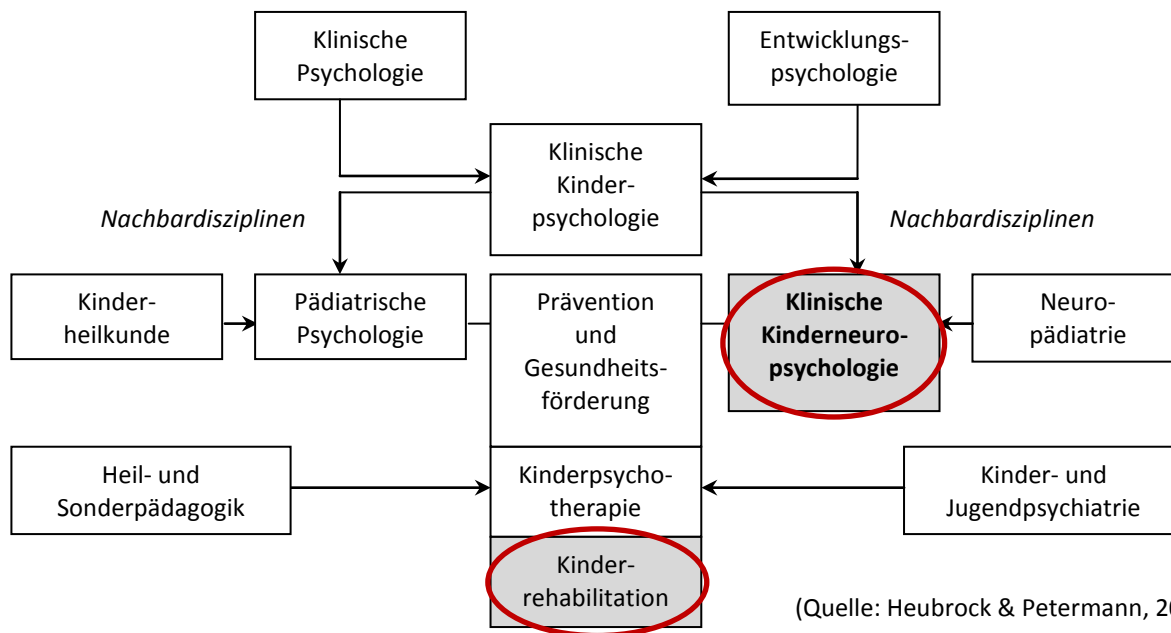 Klinische
Psychologie
Entwicklungs-
psychologie
Klinische
Kinder-
psychologie
Nachbardisziplinen
Nachbardisziplinen
Kinder-
heilkunde
Pädiatrische
Psychologie
Prävention
und
Gesundheits-
förderung
Klinische
Kinderneuro-
psychologie
Neuro-
pädiatrie
Heil- und
Sonderpädagogik
Kinderpsycho-
therapie
Kinder- und
Jugendpsychiatrie
Kinder-
rehabilitation
(Quelle: Heubrock & Petermann,